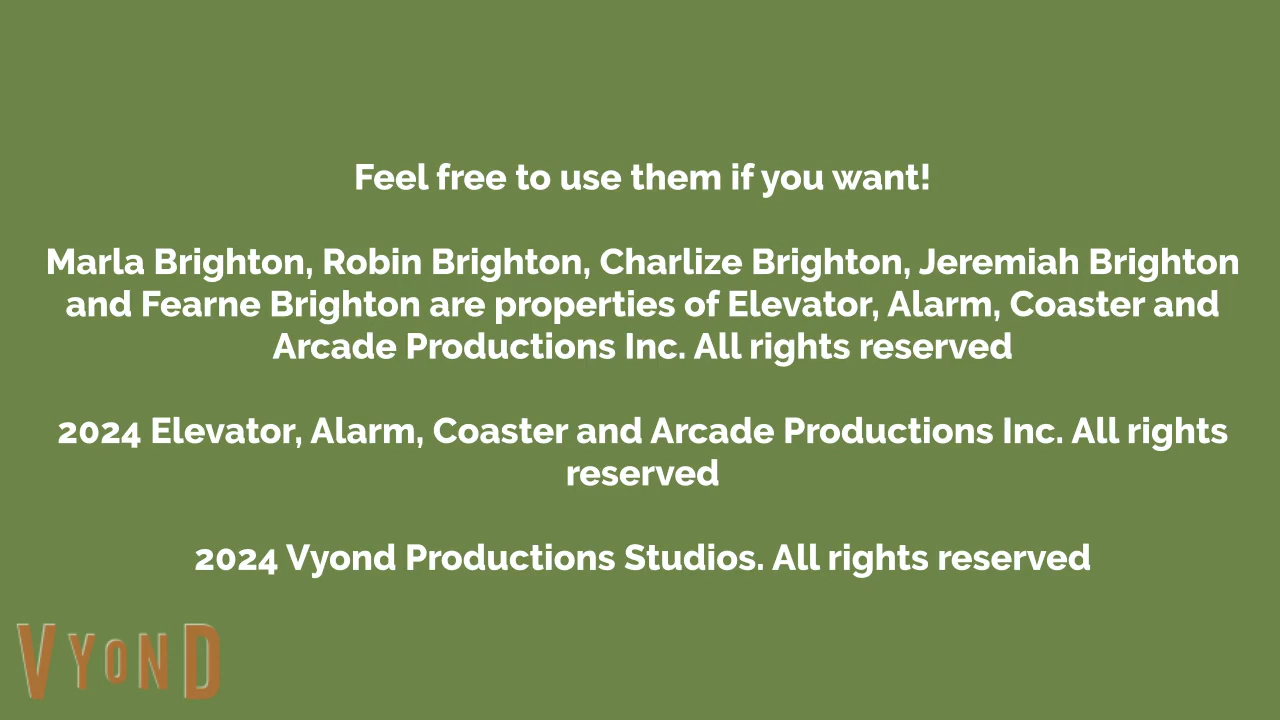 Feel free to use them if you want!
Marla Brighton, Robin Brighton, Charlize Brighton, Jeremiah Brighton
and Fearne Brighton are properties of Elevator, Alarm, Coaster and
Arcade Productions Inc. All rights reserved
2024 Elevator, Alarm, Coaster and Arcade Productions Inc. All rights
reserved
2024 Vyond Productions Studios. All rights reserved
VYOND